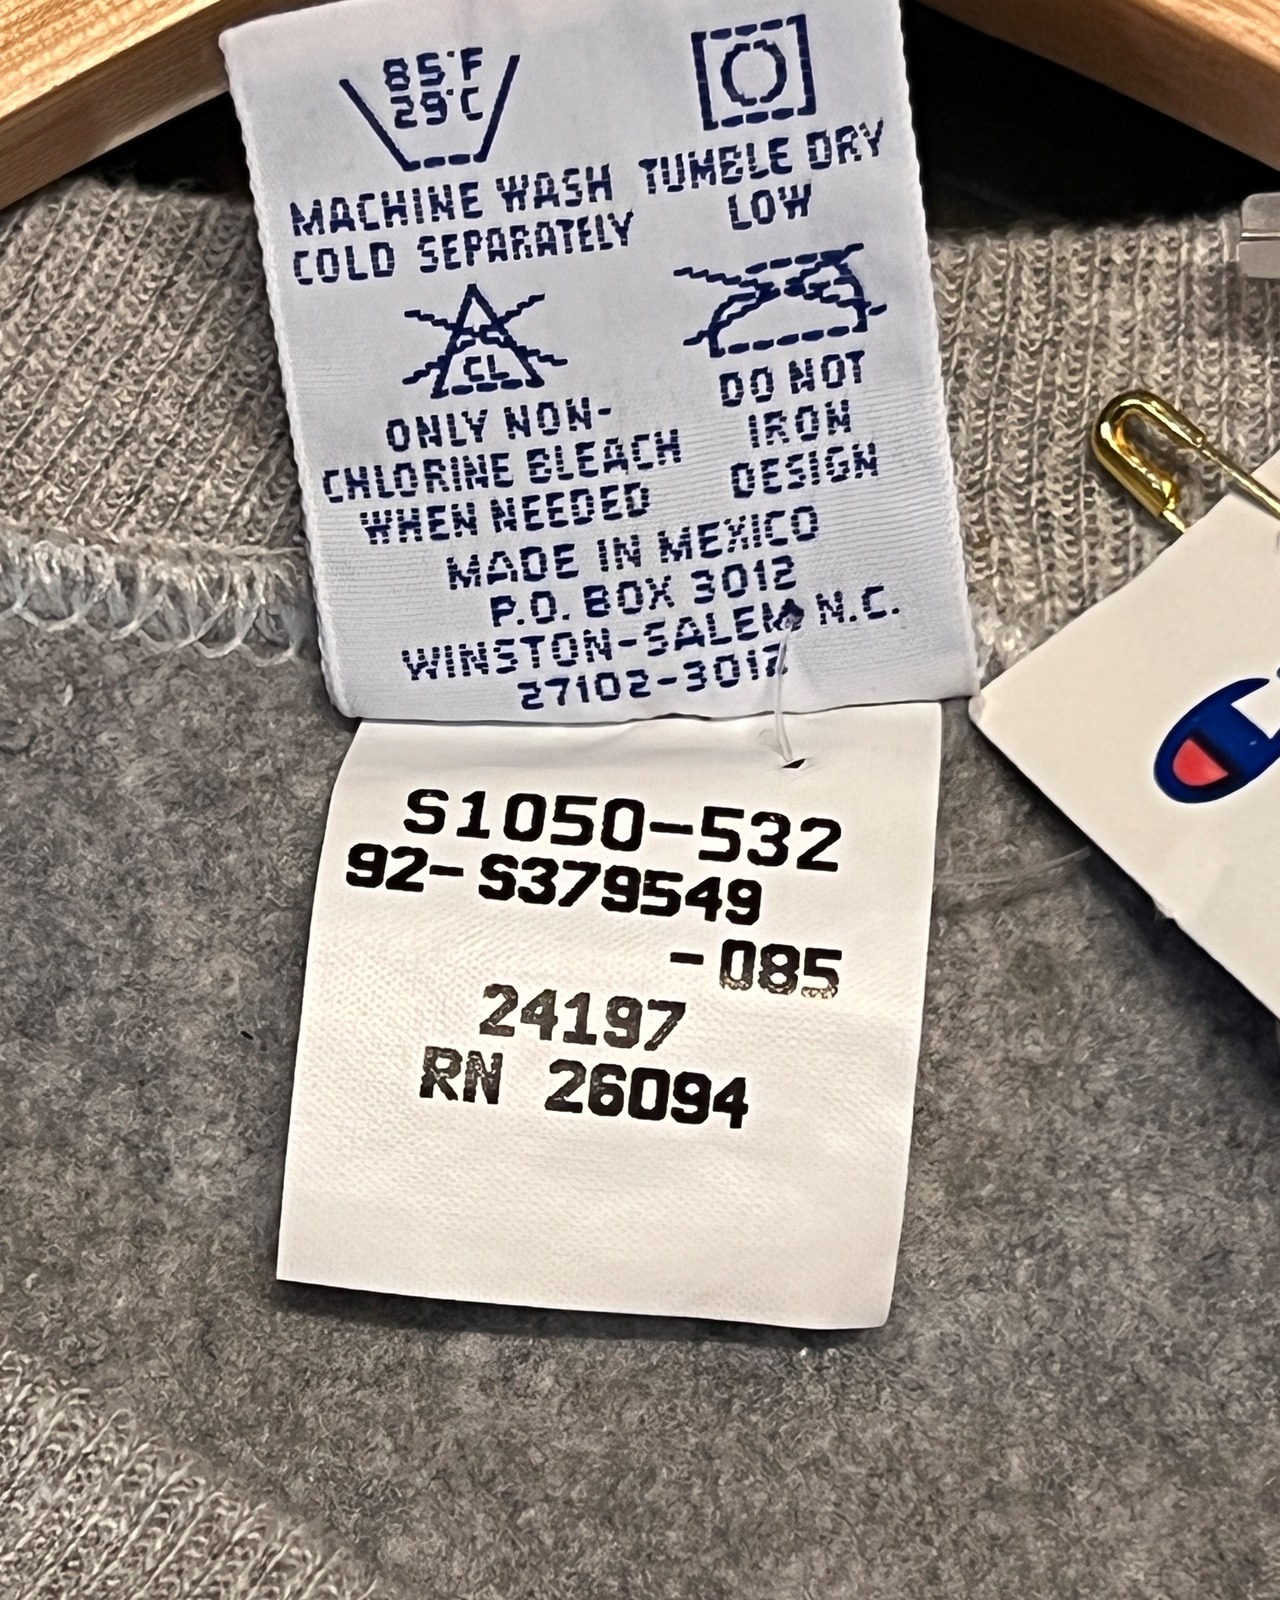 85°F
29°C
MACHINE WASH
COLD SEPARATELY
TUMBLE DRY
LOW
CL
ONLY NON-
CHLORINE BLEACH
WHEN NEEDED
DO NOT
IRON
DESIGN
MADE IN MEXICO
P.O. BOX 3012
WINSTON-SALEM, N.C.
27102-3012
S1050-532
92-S379549
-085
24197
RN 26094